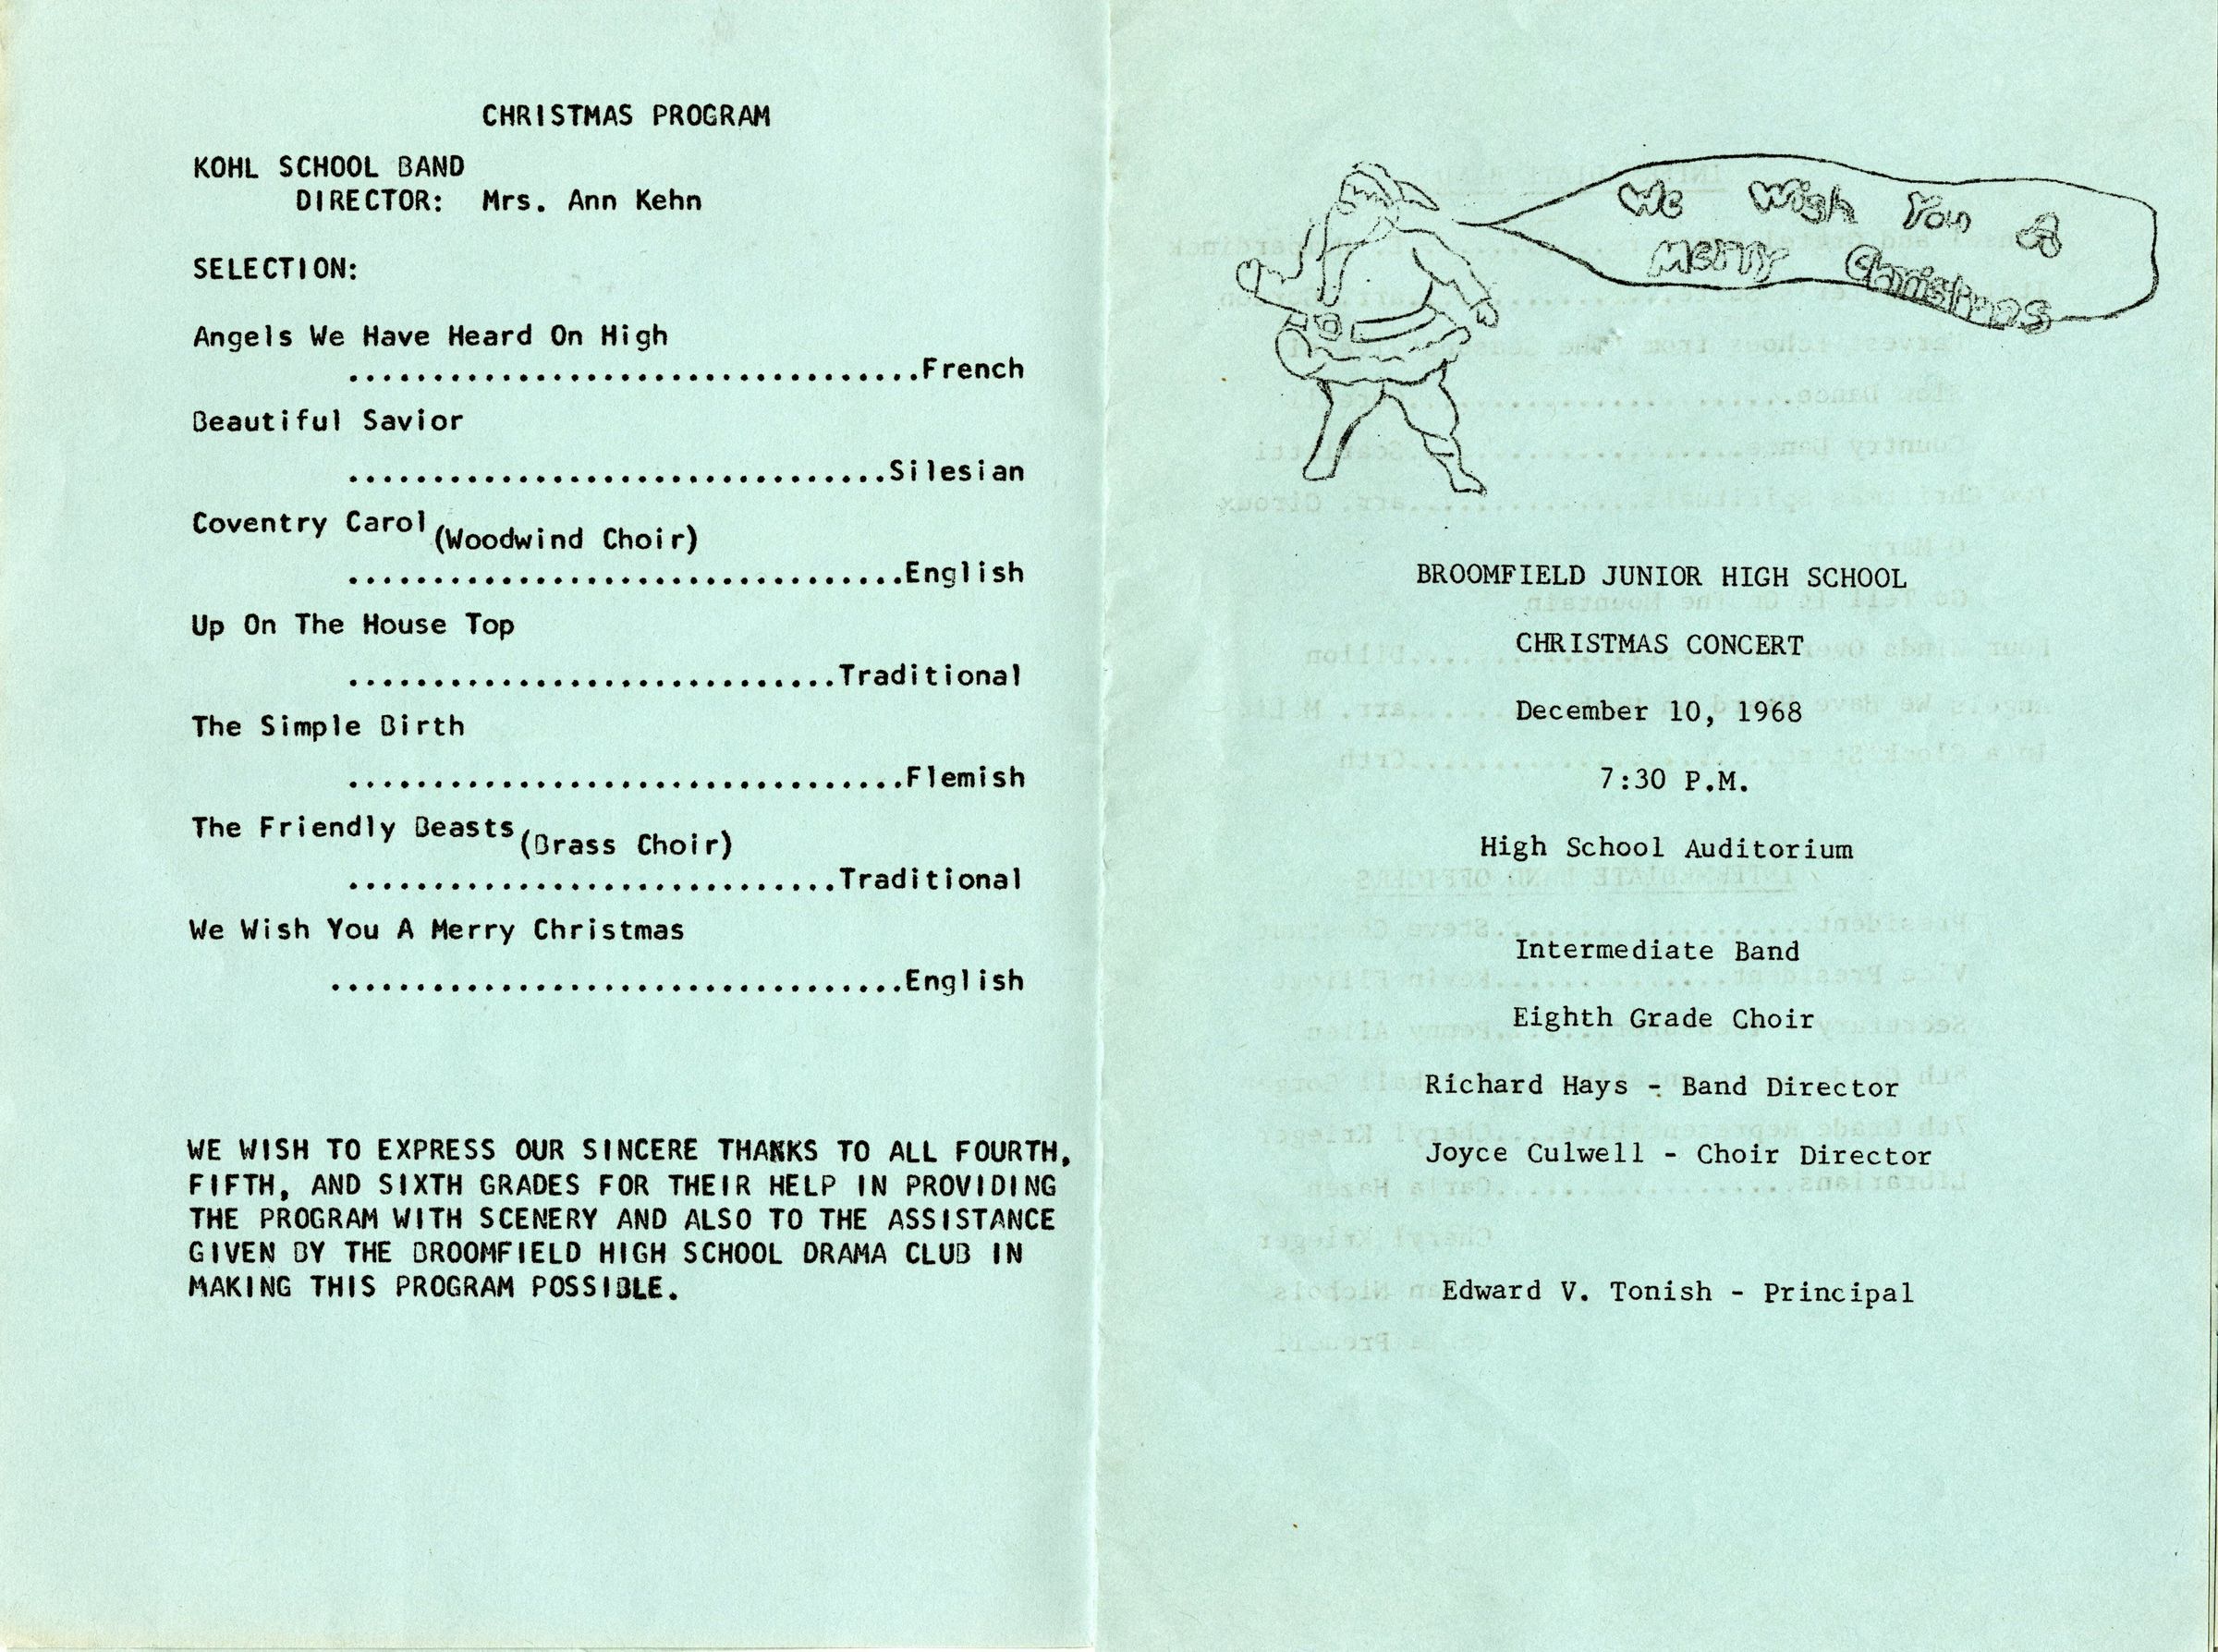 CHRISTMAS PROGRAM
KOHL SCHOOL BAND
DIRECTOR: Mrs. Ann Kehn
SELECTION:
Angels We Have Heard On High
..................................French
Beautiful Savior
................................Silesian
Coventry Carol (Woodwind Choir)
.................................English
Up On The House Top
.............................Traditional
The Simple Birth
.................................Flemish
The Friendly Beasts (Brass Choir)
.............................Traditional
We Wish You A Merry Christmas
..................................English
WE WISH TO EXPRESS OUR SINCERE THANKS TO ALL FOURTH,
FIFTH, AND SIXTH GRADES FOR THEIR HELP IN PROVIDING
THE PROGRAM WITH SCENERY AND ALSO TO THE ASSISTANCE
GIVEN BY THE BROOMFIELD HIGH SCHOOL DRAMA CLUB IN
MAKING THIS PROGRAM POSSIBLE.
We Wish You A
Merry Christmas
BROOMFIELD JUNIOR HIGH SCHOOL
CHRISTMAS CONCERT
December 10, 1968
7:30 P.M.
High School Auditorium
Intermediate Band
Eighth Grade Choir
Richard Hays - Band Director
Joyce Culwell - Choir Director
Edward V. Tonish - Principal